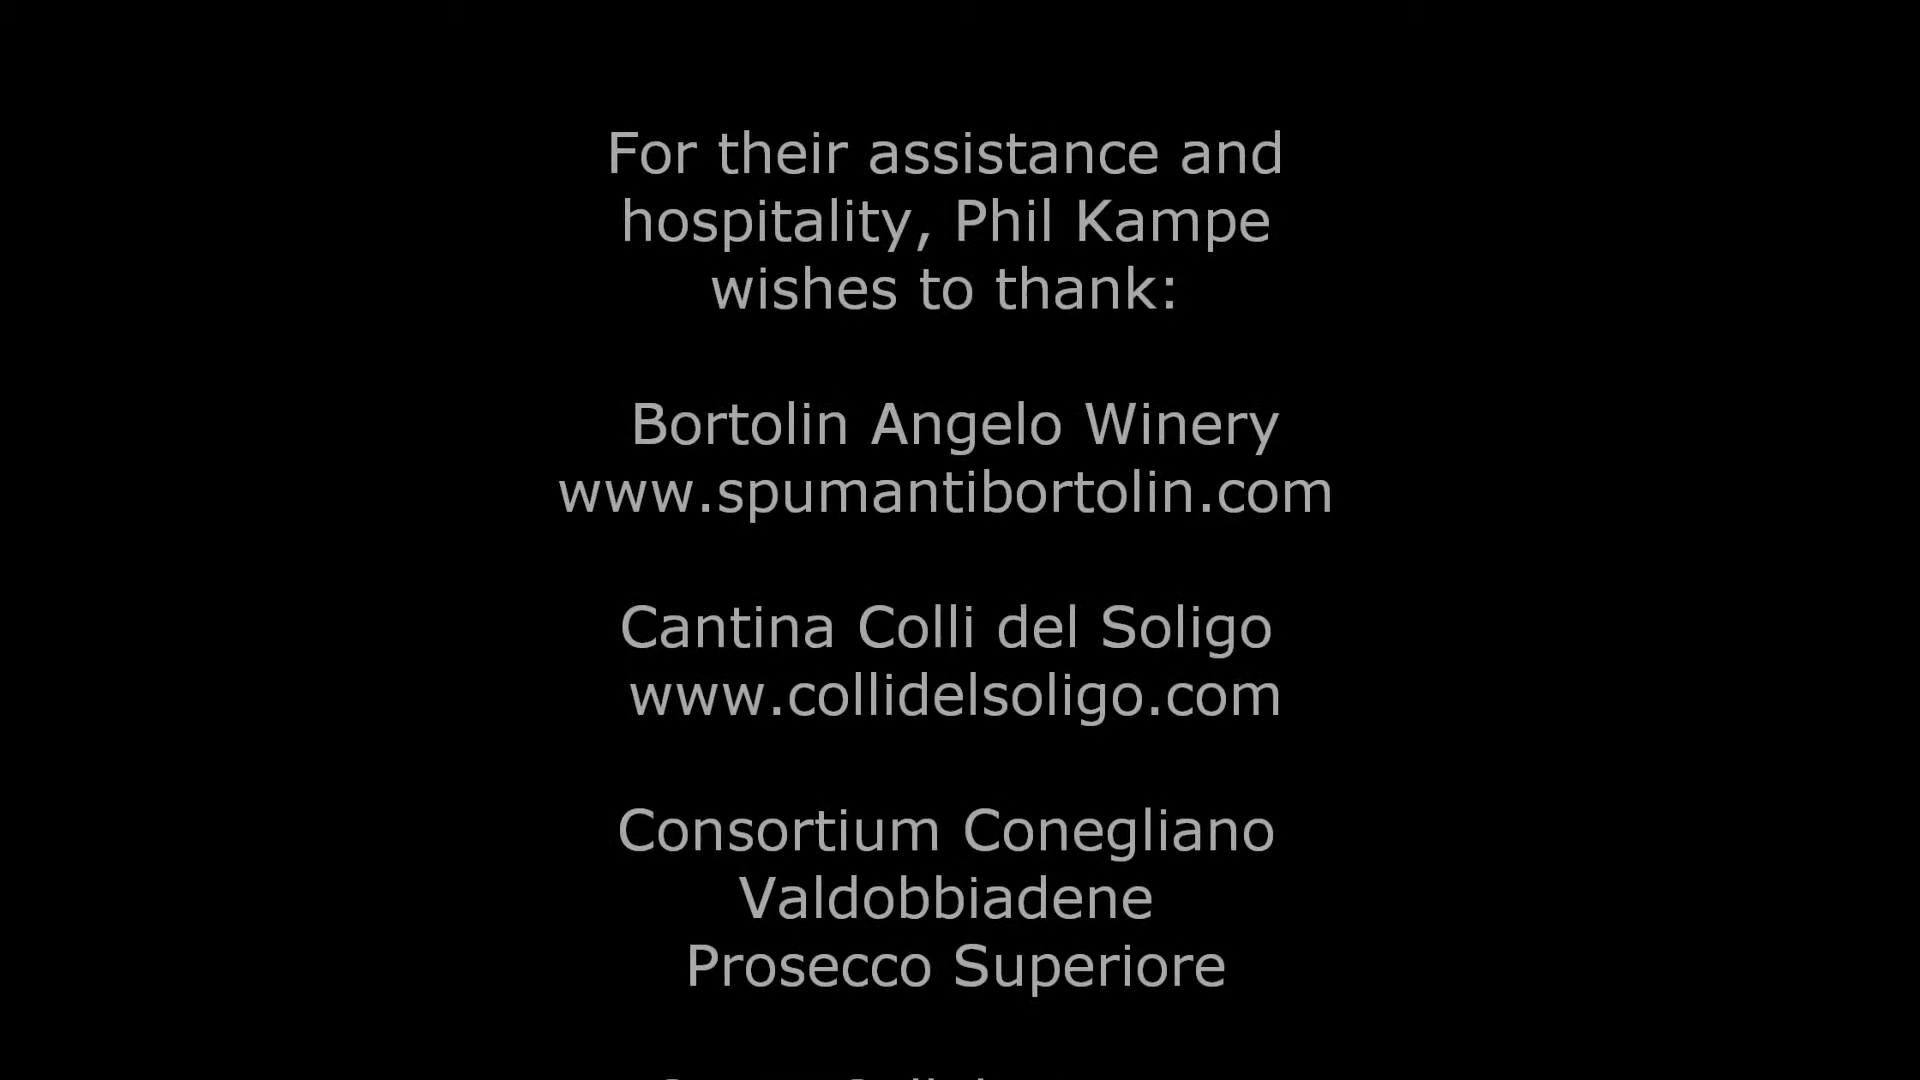 For their assistance and
hospitality, Phil Kampe
wishes to thank:
Bortolin Angelo Winery
www.spumantibortolin.com
Cantina Colli del Soligo
www.collidelsoligo.com
Consortium Conegliano
Valdobbiadene
Prosecco Superiore